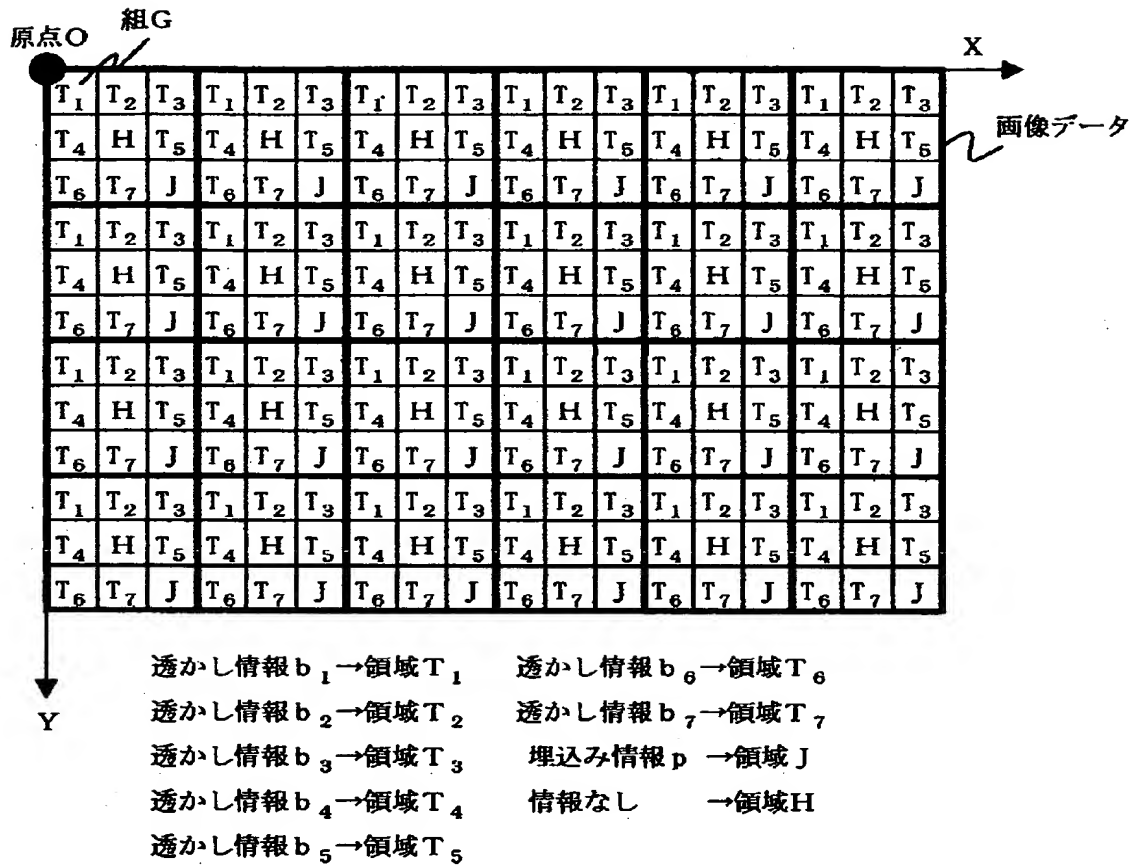 原点O
組G
X
T₁ T₂ T₃ T₁ T₂ T₃ T₁ T₂ T₃ T₁ T₂ T₃ T₁ T₂ T₃ T₁ T₂ T₃
T₄ H T₅ T₄ H T₅ T₄ H T₅ T₄ H T₅ T₄ H T₅ T₄ H T₅
画像データ
T₆ T₇ J T₆ T₇ J T₆ T₇ J T₆ T₇ J T₆ T₇ J T₆ T₇ J
T₁ T₂ T₃ T₁ T₂ T₃ T₁ T₂ T₃ T₁ T₂ T₃ T₁ T₂ T₃ T₁ T₂ T₃
T₄ H T₅ T₄ H T₅ T₄ H T₅ T₄ H T₅ T₄ H T₅ T₄ H T₅
T₆ T₇ J T₆ T₇ J T₆ T₇ J T₆ T₇ J T₆ T₇ J T₆ T₇ J
T₁ T₂ T₃ T₁ T₂ T₃ T₁ T₂ T₃ T₁ T₂ T₃ T₁ T₂ T₃ T₁ T₂ T₃
T₄ H T₅ T₄ H T₅ T₄ H T₅ T₄ H T₅ T₄ H T₅ T₄ H T₅
T₆ T₇ J T₆ T₇ J T₆ T₇ J T₆ T₇ J T₆ T₇ J T₆ T₇ J
T₁ T₂ T₃ T₁ T₂ T₃ T₁ T₂ T₃ T₁ T₂ T₃ T₁ T₂ T₃ T₁ T₂ T₃
T₄ H T₅ T₄ H T₅ T₄ H T₅ T₄ H T₅ T₄ H T₅ T₄ H T₅
T₆ T₇ J T₆ T₇ J T₆ T₇ J T₆ T₇ J T₆ T₇ J T₆ T₇ J
Y
透かし情報b₁→領域T₁
透かし情報b₂→領域T₂
透かし情報b₃→領域T₃
透かし情報b₄→領域T₄
透かし情報b₅→領域T₅
透かし情報b₆→領域T₆
透かし情報b₇→領域T₇
埋込み情報p →領域J
情報なし →領域H